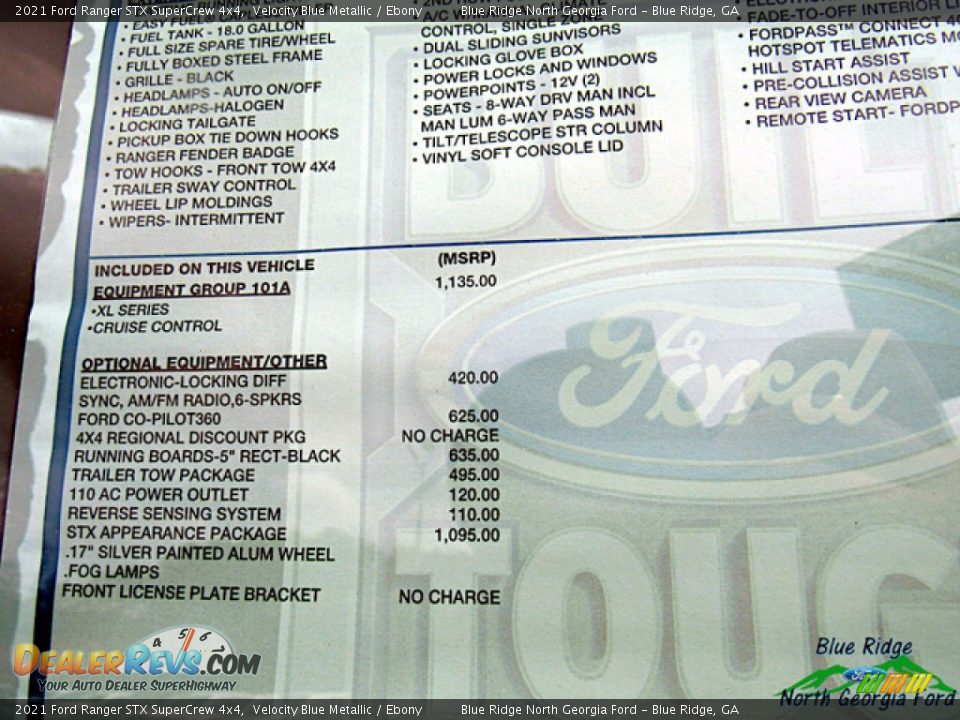 2021 Ford Ranger STX SuperCrew 4x4,  Velocity Blue Metallic / Ebony
Blue Ridge North Georgia Ford - Blue Ridge, GA
• EASY FUEL®
• FUEL TANK - 18.0 GALLON
• FULL SIZE SPARE TIRE/WHEEL
• FULLY BOXED STEEL FRAME
• GRILLE - BLACK
• HEADLAMPS - AUTO ON/OFF
• HEADLAMPS-HALOGEN
• LOCKING TAILGATE
• PICKUP BOX TIE DOWN HOOKS
• RANGER FENDER BADGE
• TOW HOOKS - FRONT TOW 4X4
• TRAILER SWAY CONTROL
• WHEEL LIP MOLDINGS
• WIPERS- INTERMITTENT
CONTROL, SINGLE ZONE
• DUAL SLIDING SUNVISORS
• LOCKING GLOVE BOX
• POWER LOCKS AND WINDOWS
• POWERPOINTS - 12V (2)
• SEATS - 8-WAY DRV MAN INCL
MAN LUM 6-WAY PASS MAN
• TILT/TELESCOPE STR COLUMN
• VINYL SOFT CONSOLE LID
• FADE-TO-OFF INTERIOR
• FORDPASS™ CONNECT
HOTSPOT TELEMATICS
• HILL START ASSIST
• PRE-COLLISION ASSIST
• REAR VIEW CAMERA
• REMOTE START- FORDP
INCLUDED ON THIS VEHICLE (MSRP)
EQUIPMENT GROUP 101A 1,135.00
•XL SERIES
•CRUISE CONTROL
OPTIONAL EQUIPMENT/OTHER
ELECTRONIC-LOCKING DIFF 420.00
SYNC, AM/FM RADIO,6-SPKRS
FORD CO-PILOT360 625.00
4X4 REGIONAL DISCOUNT PKG NO CHARGE
RUNNING BOARDS-5" RECT-BLACK 635.00
TRAILER TOW PACKAGE 495.00
110 AC POWER OUTLET 120.00
REVERSE SENSING SYSTEM 110.00
STX APPEARANCE PACKAGE 1,095.00
.17" SILVER PAINTED ALUM WHEEL
.FOG LAMPS
FRONT LICENSE PLATE BRACKET NO CHARGE
Ford
TOUG
4 5 6
DEALERREVS.COM
YOUR AUTO DEALER SUPERHIGHWAY
Blue Ridge
North Georgia Ford
2021 Ford Ranger STX SuperCrew 4x4,  Velocity Blue Metallic / Ebony
Blue Ridge North Georgia Ford - Blue Ridge, GA